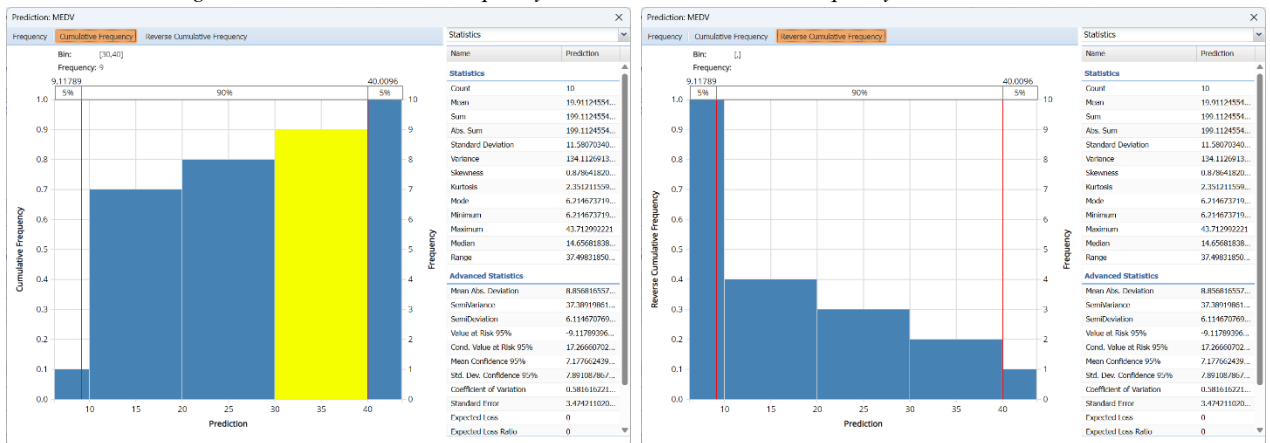 Prediction: MEDV
Frequency Cumulative Frequency Reverse Cumulative Frequency
Bin: [30,40]
Frequency: 9
9.11789 40.0096
5% 90% 5%
1.0 10
0.9 9
0.8 8
0.7 7
0.6 6
0.5 5
0.4 4
0.3 3
0.2 2
0.1 1
0.0 0
10 15 20 25 30 35 40
Cumulative Frequency
Frequency
Prediction
Statistics
Name Prediction
Statistics
Count 10
Mean 19.91124554...
Sum 199.1124554...
Abs. Sum 199.1124554...
Standard Deviation 11.58070340...
Variance 134.1126913...
Skewness 0.878641820...
Kurtosis 2.351211559...
Mode 6.214673719...
Minimum 6.214673719...
Maximum 43.712992221
Median 14.65681838...
Range 37.49831850...
Advanced Statistics
Mean Abs. Deviation 8.856816557...
SemiVariance 37.38919861...
SemiDeviation 6.114670769...
Value at Risk 95% -9.11789396...
Cond. Value at Risk 95% 17.26660702...
Mean Confidence 95% 7.177662439...
Std. Dev. Confidence 95% 7.891087867...
Coefficient of Variation 0.581616221...
Standard Error 3.474211020...
Expected Loss 0
Expected Loss Ratio 0
Prediction: MEDV
Frequency Cumulative Frequency Reverse Cumulative Frequency
Bin: [,]
Frequency:
9.11789 40.0096
5% 90% 5%
1.0 10
0.9 9
0.8 8
0.7 7
0.6 6
0.5 5
0.4 4
0.3 3
0.2 2
0.1 1
0.0 0
10 15 20 25 30 35 40
Reverse Cumulative Frequency
Frequency
Prediction
Statistics
Name Prediction
Statistics
Count 10
Mean 19.91124554...
Sum 199.1124554...
Abs. Sum 199.1124554...
Standard Deviation 11.58070340...
Variance 134.1126913...
Skewness 0.878641820...
Kurtosis 2.351211559...
Mode 6.214673719...
Minimum 6.214673719...
Maximum 43.712992221
Median 14.65681838...
Range 37.49831850...
Advanced Statistics
Mean Abs. Deviation 8.856816557...
SemiVariance 37.38919861...
SemiDeviation 6.114670769...
Value at Risk 95% -9.11789396...
Cond. Value at Risk 95% 17.26660702...
Mean Confidence 95% 7.177662439...
Std. Dev. Confidence 95% 7.891087867...
Coefficient of Variation 0.581616221...
Standard Error 3.474211020...
Expected Loss 0
Expected Loss Ratio 0